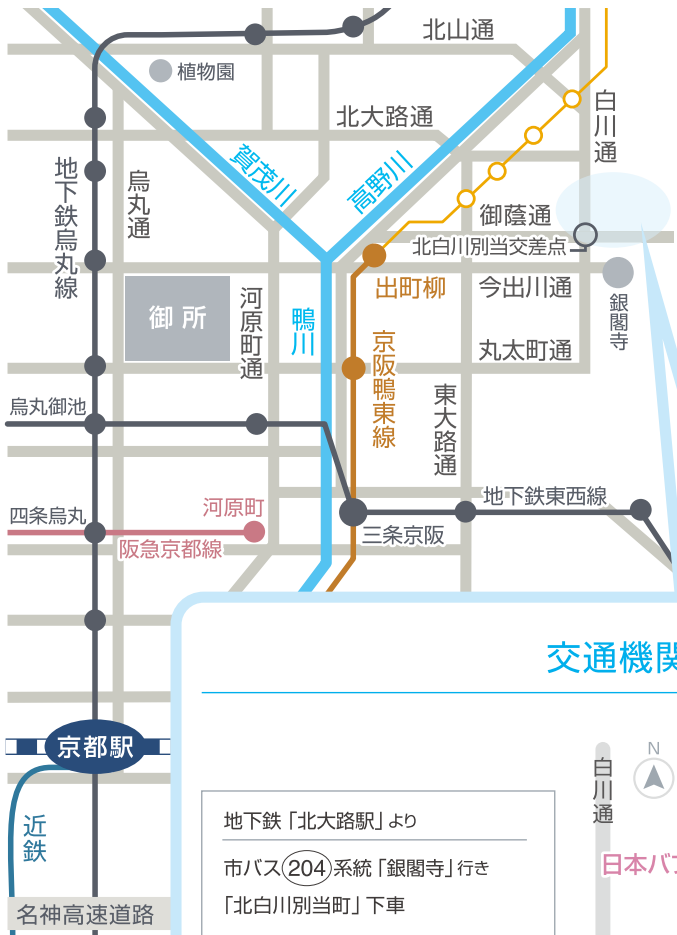 北山通
植物園
白川通
北大路通
賀茂川
高野川
地下鉄烏丸線
烏丸通
御蔭通
北白川別当交差点
出町柳
今出川通
銀閣寺
御所
河原町通
鴨川
京阪鴨東線
丸太町通
東大路通
烏丸御池
四条烏丸
河原町
阪急京都線
地下鉄東西線
三条京阪
交通機関
京都駅
近鉄
名神高速道路
地下鉄「北大路駅」より
市バス204系統「銀閣寺」行き
「北白川別当町」下車
白川通
N
日本バプ